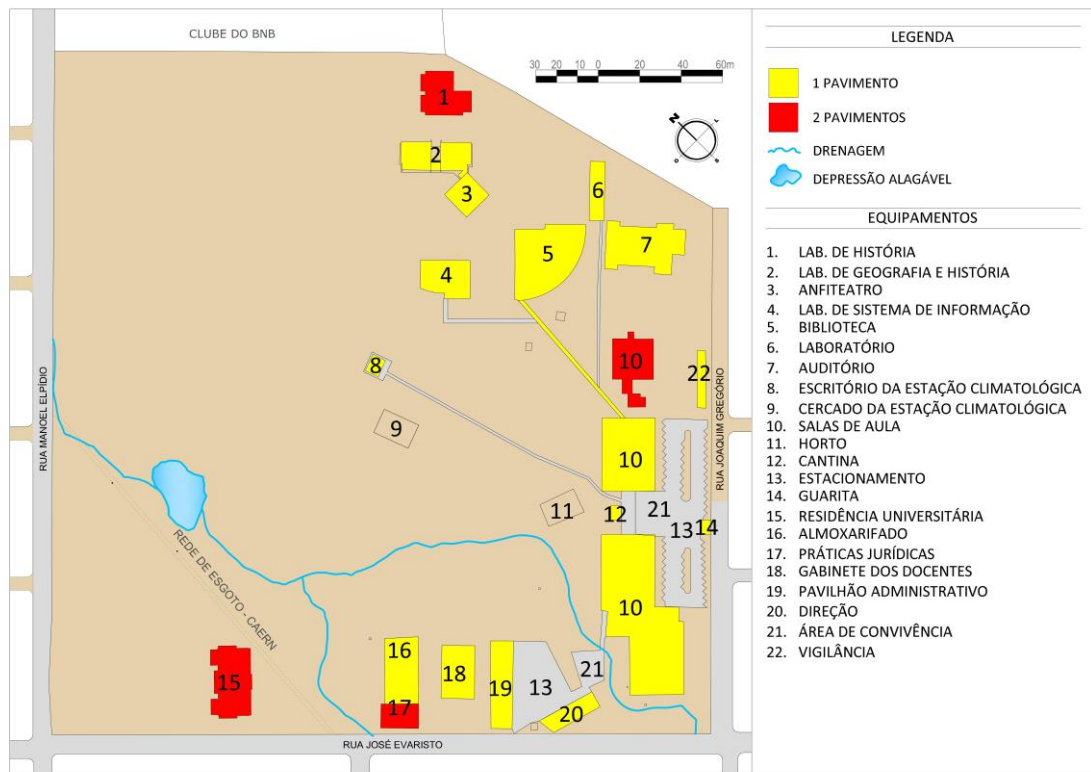 CLUBE DO BNB
30 20 10 0 20 40 60m
N
L
O
S
1
2
3
6
5
7
4
10
22
8
9
10
11
12
21
13
14
10
16
18
19
13
21
15
17
20
RUA MANOEL ELPÍDIO
RUA JOAQUIM GREGÓRIO
REDE DE ESGOTO - CAERN
RUA JOSÉ EVARISTO
LEGENDA
1 PAVIMENTO
2 PAVIMENTOS
DRENAGEM
DEPRESSÃO ALAGÁVEL
EQUIPAMENTOS
1. LAB. DE HISTÓRIA
2. LAB. DE GEOGRAFIA E HISTÓRIA
3. ANFITEATRO
4. LAB. DE SISTEMA DE INFORMAÇÃO
5. BIBLIOTECA
6. LABORATÓRIO
7. AUDITÓRIO
8. ESCRITÓRIO DA ESTAÇÃO CLIMATOLÓGICA
9. CERCADO DA ESTAÇÃO CLIMATOLÓGICA
10. SALAS DE AULA
11. HORTO
12. CANTINA
13. ESTACIONAMENTO
14. GUARITA
15. RESIDÊNCIA UNIVERSITÁRIA
16. ALMOXARIFADO
17. PRÁTICAS JURÍDICAS
18. GABINETE DOS DOCENTES
19. PAVILHÃO ADMINISTRATIVO
20. DIREÇÃO
21. ÁREA DE CONVIVÊNCIA
22. VIGILÂNCIA